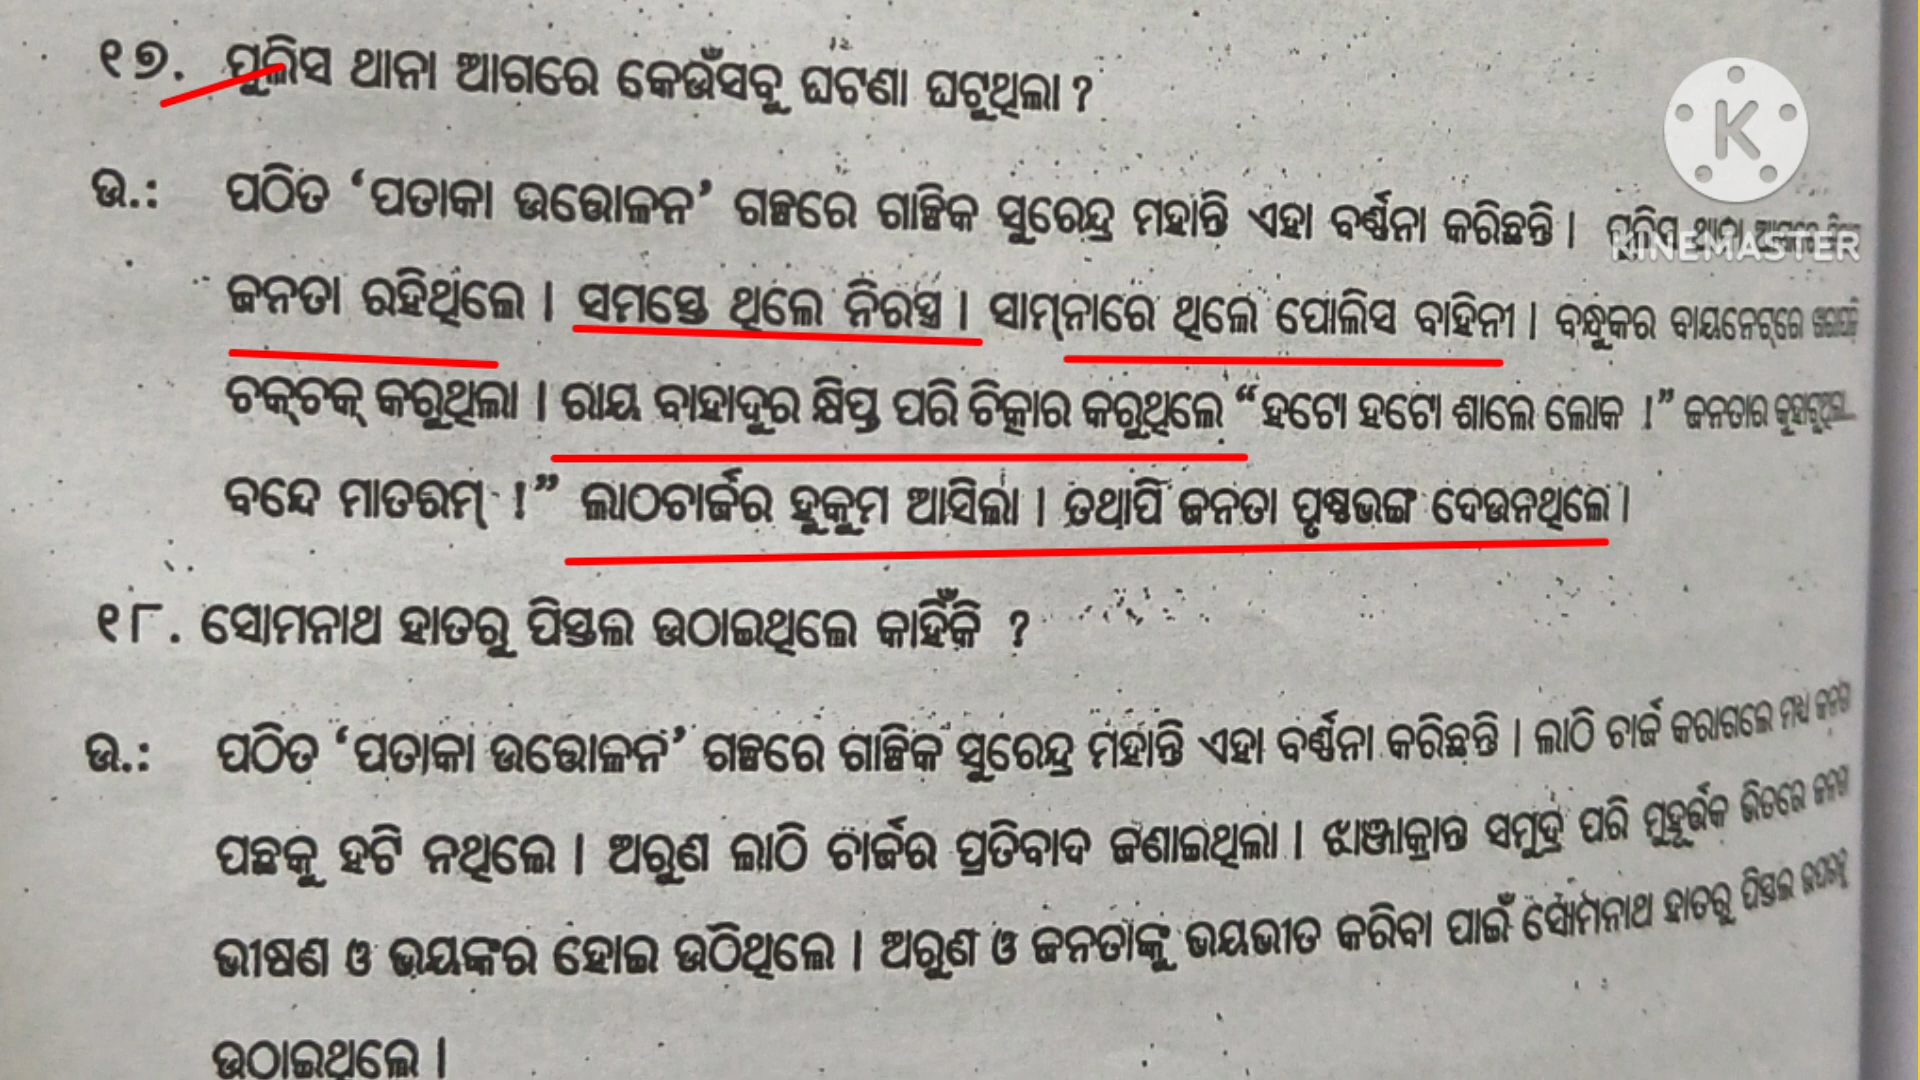 ୧୭. ପୁଲିସ ଥାନା ଆଗରେ କେଉଁସବୁ ଘଟଣା ଘଟୁଥିଲା ?
ଉ.: ପଠିତ ‘ପତାକା ଉତ୍ତୋଳନ’ ଗଳ୍ପରେ ଗାଳ୍ପିକ ସୁରେନ୍ଦ୍ର ମହାନ୍ତି ଏହା ବର୍ଣ୍ଣନା କରିଛନ୍ତି । ପୁଲିସ ଥାନା
ଜନତା ରହିଥିଲେ । ସମସ୍ତେ ଥିଲେ ନିରସ୍ତ୍ର । ସାମ୍‌ନାରେ ଥିଲେ ପୋଲିସ ବାହିନୀ । ବନ୍ଧୁକର ବାୟନେଟ୍‌ରେ
ଚକ୍‌ଚକ୍ କରୁଥିଲା । ରାୟ ବାହାଦୁର କ୍ଷିପ୍ତ ପରି ଚିତ୍କାର କରୁଥିଲେ “ହଟୋ ହଟୋ ଶାଲେ ଲୋକ !” ଜନତାର
ବନ୍ଦେ ମାତରମ୍ !” ଲାଠଚାର୍ଜର ହୁକୁମ ଆସିଲା । ତଥାପି ଜନତା ପୃଷ୍ଠଭଙ୍ଗ ଦେଉନଥିଲେ ।
୧୮. ସୋମନାଥ ହାତରୁ ପିସ୍ତଲ ଉଠାଇଥିଲେ କାହିଁକି ?
ଉ.: ପଠିତ ‘ପତାକା ଉତ୍ତୋଳନ’ ଗଳ୍ପରେ ଗାଳ୍ପିକ ସୁରେନ୍ଦ୍ର ମହାନ୍ତି ଏହା ବର୍ଣ୍ଣନା କରିଛନ୍ତି । ଲାଠି ଚାର୍ଜ କରାଗଲେ ମଧ୍ୟ ଜନତା
ପଛକୁ ହଟି ନଥିଲେ । ଅରୁଣ ଲାଠି ଚାର୍ଜର ପ୍ରତିବାଦ ଜଣାଇଥିଲା । ଝାଞ୍ଜାକ୍ରାନ୍ତ ସମୁଦ୍ର ପରି ମୁହୂର୍ତ୍ତକ ଭିତରେ ଜନତା
ଭୀଷଣ ଓ ଭୟଙ୍କର ହୋଇ ଉଠିଥିଲେ । ଅରୁଣ ଓ ଜନତାଙ୍କୁ ଭୟଭୀତ କରିବା ପାଇଁ ସୋମନାଥ ହାତରୁ ପିସ୍ତଲ
ଉଠାଇଥିଲେ ।
K
KINEMASTER